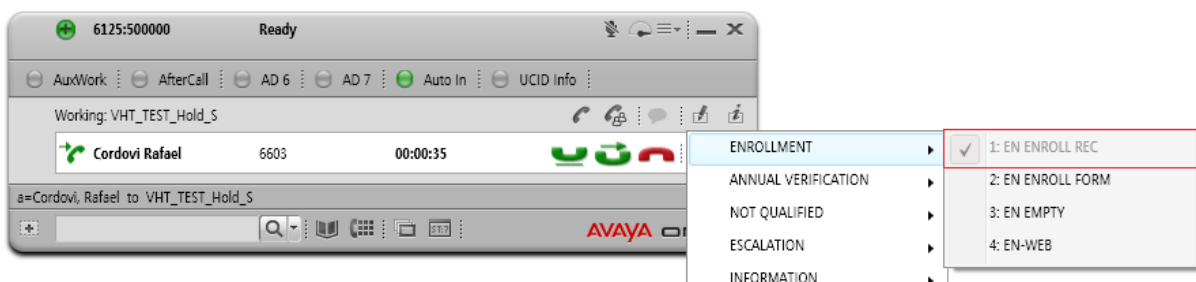 6125:500000 Ready
AuxWork AfterCall AD 6 AD 7 Auto In UCID Info
Working: VHT_TEST_Hold_S
Cordovi Rafael 6603 00:00:35
a=Cordovi, Rafael to VHT_TEST_Hold_S
AVAYA
ENROLLMENT
ANNUAL VERIFICATION
NOT QUALIFIED
ESCALATION
INFORMATION
1: EN ENROLL REC
2: EN ENROLL FORM
3: EN EMPTY
4: EN-WEB